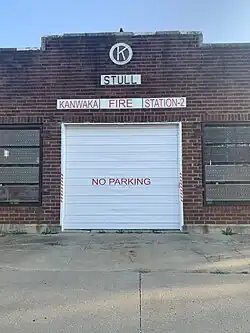 K
STULL
KANWAKA FIRE STATION-2
NO PARKING